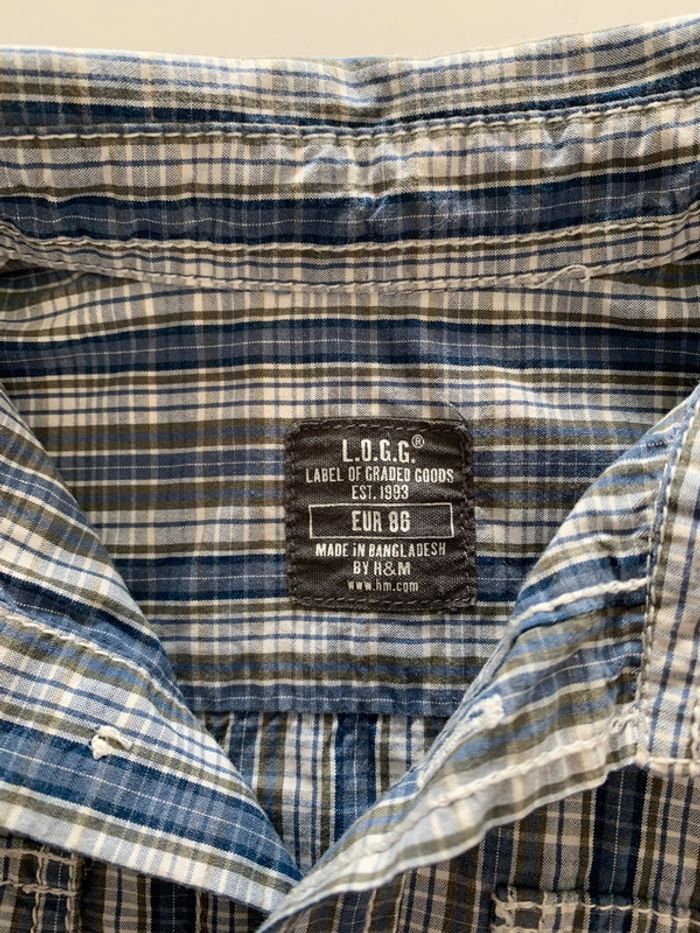 L.O.G.G.®
LABEL OF GRADED GOODS
EST. 1993
EUR 86
MADE IN BANGLADESH
BY H&M
www.hm.com